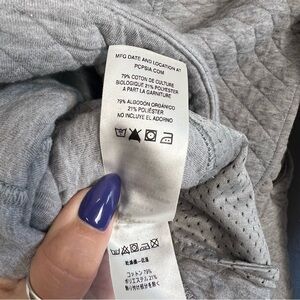 MFG DATE AND LOCATION AT
PCPSIA.COM
79% COTON DE CULTURE
BIOLOGIQUE 21% POLYESTER
A PART LA GARNITURE
79% ALGODÓN ORGÁNICO
21% POLIÉSTER
NO INCLUYE EL ADORNO
コットン 79%
ポリエステル 21%